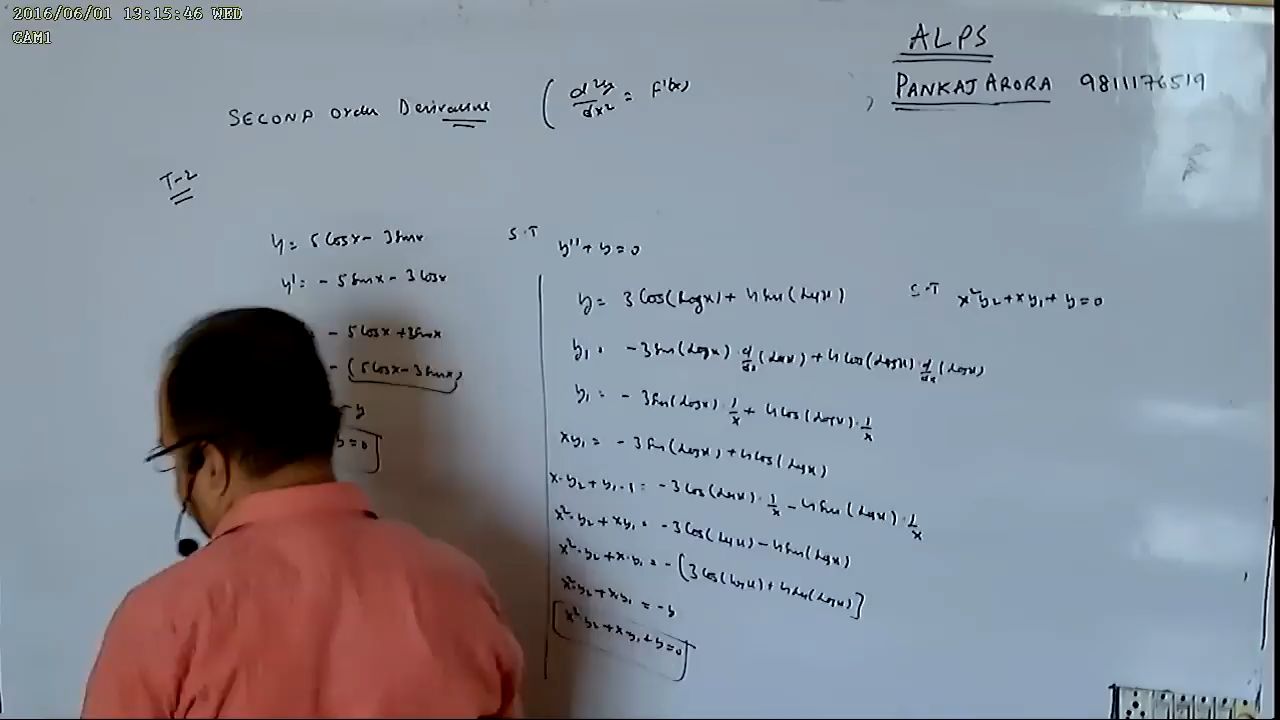 2016/06/01 13:15:46 WED
CAM1
ALPS
PANKAJ ARORA 9811176519
SECOND Order Derivative ( d²y/dx² = f'(x)
T-2
y = 5 Cosx - 3 Sinx S.T y'' + y = 0
y' = - 5 Sinx - 3 Cosx
- 5 Cosx + 3 Sinx
- (5 Cosx - 3 Sinx)
- y
y = 0
y = 3 Cos(Logx) + 4 Sin(Logx) S.T x²y₂ + xy₁ + y = 0
y₁ = - 3 Sin(Logx) · d/dx (Logx) + 4 Cos(Logx) · d/dx (Logx)
y₁ = - 3 Sin(Logx) · 1/x + 4 Cos(Logx) · 1/x
xy₁ = - 3 Sin(Logx) + 4 Cos(Logx)
x·y₂ + y₁·1 = - 3 Cos(Logx) · 1/x - 4 Sin(Logx) · 1/x
x²·y₂ + xy₁ = - 3 Cos(Logx) - 4 Sin(Logx)
x²·y₂ + x·y₁ = - [3 Cos(Logx) + 4 Sin(Logx)]
x²·y₂ + xy₁ = - y
x²y₂ + xy₁ + y = 0